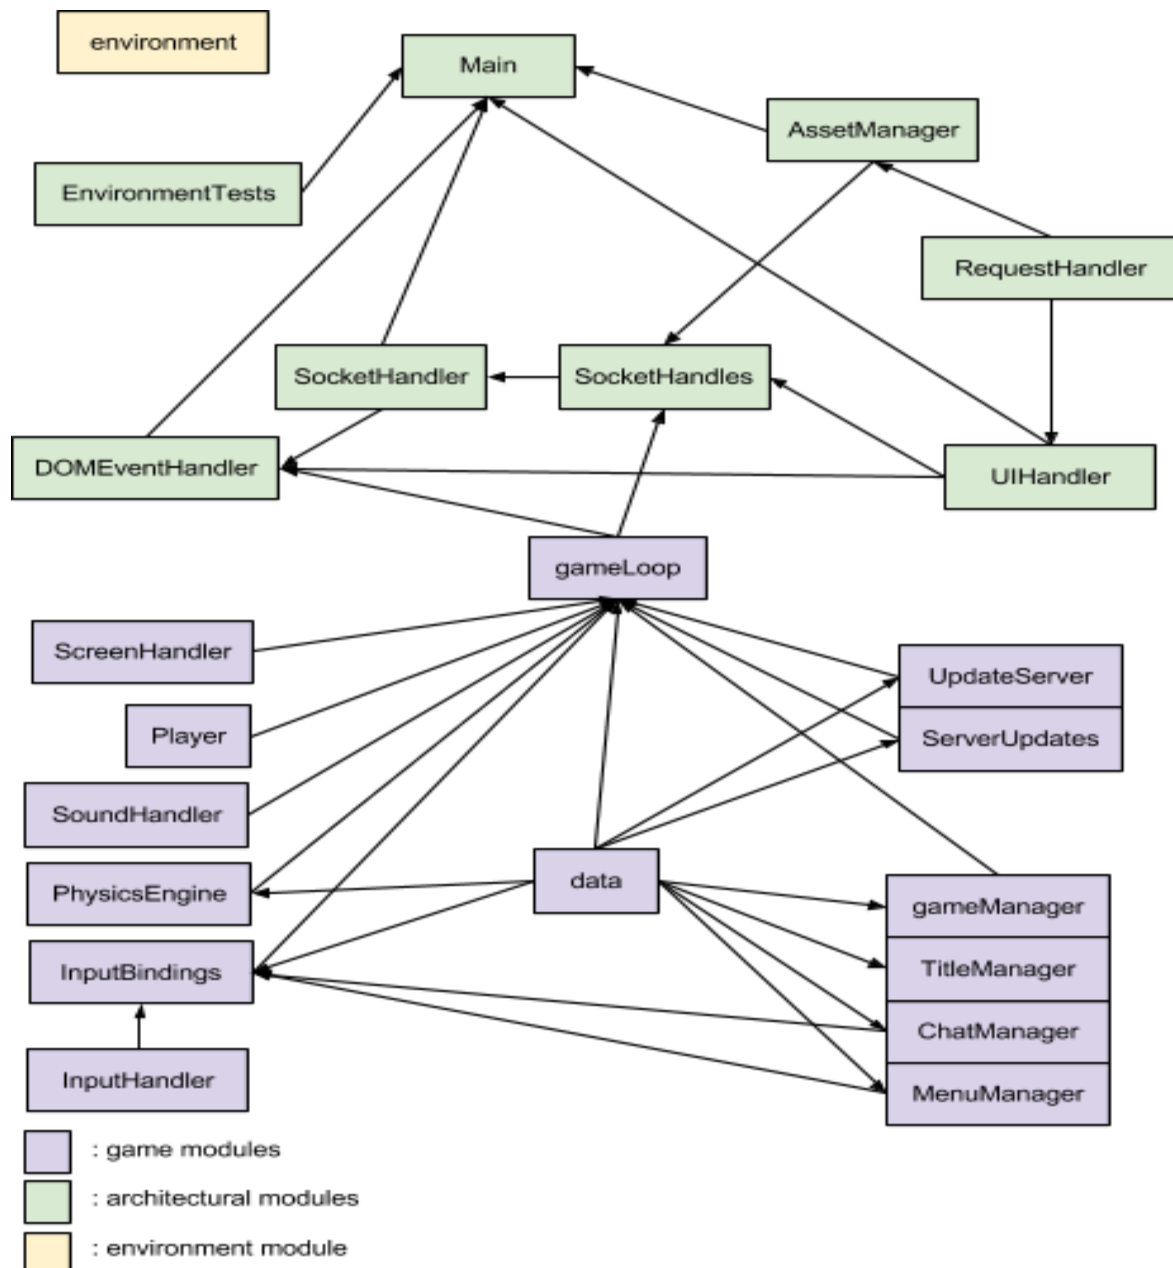 environment
Main
AssetManager
EnvironmentTests
RequestHandler
SocketHandler
SocketHandles
DOMEventHandler
UIHandler
gameLoop
ScreenHandler
UpdateServer
Player
ServerUpdates
SoundHandler
PhysicsEngine
data
gameManager
InputBindings
TitleManager
ChatManager
InputHandler
MenuManager
: game modules
: architectural modules
: environment module